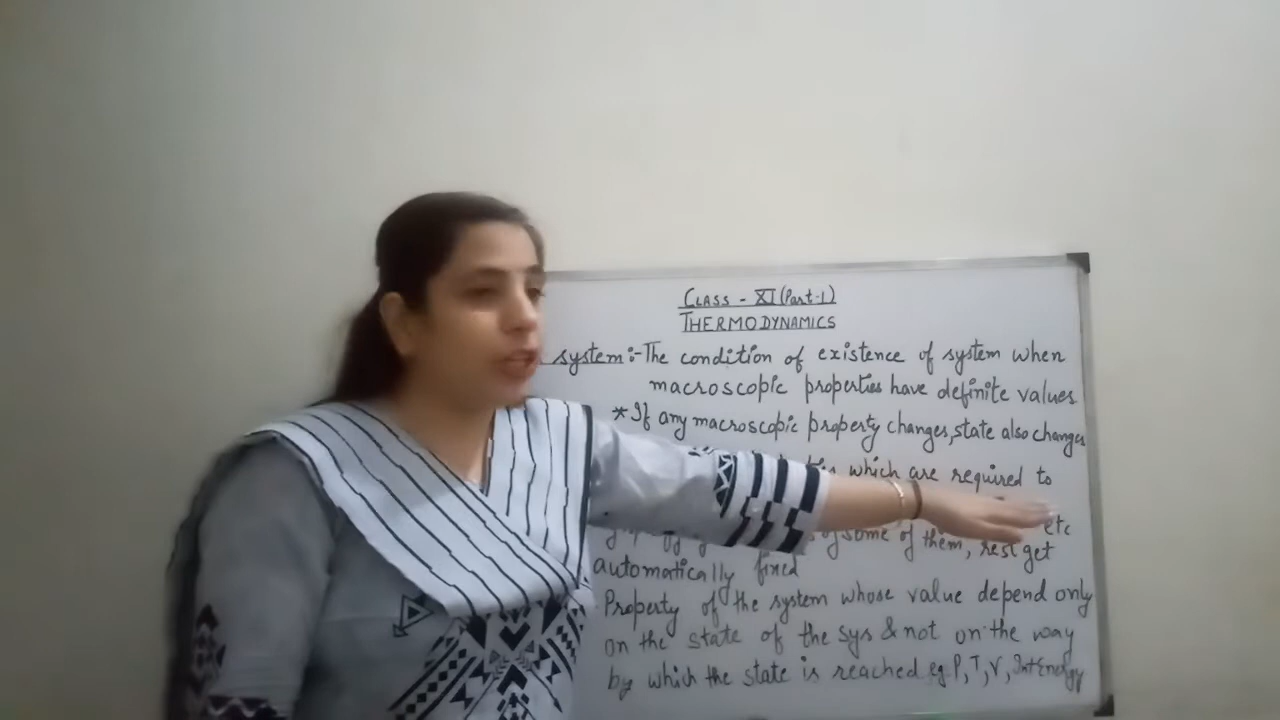 CLASS - XI (Part-1)
THERMODYNAMICS
system:- The condition of existence of system when
macroscopic properties have definite values
* If any macroscopic property changes, state also changes
which are required to
etc
of some of them, rest get
automatically fixed
Property of the system whose value depend only
on the state of the sys & not on the way
by which the state is reached eg. P, T, V, Int Energy